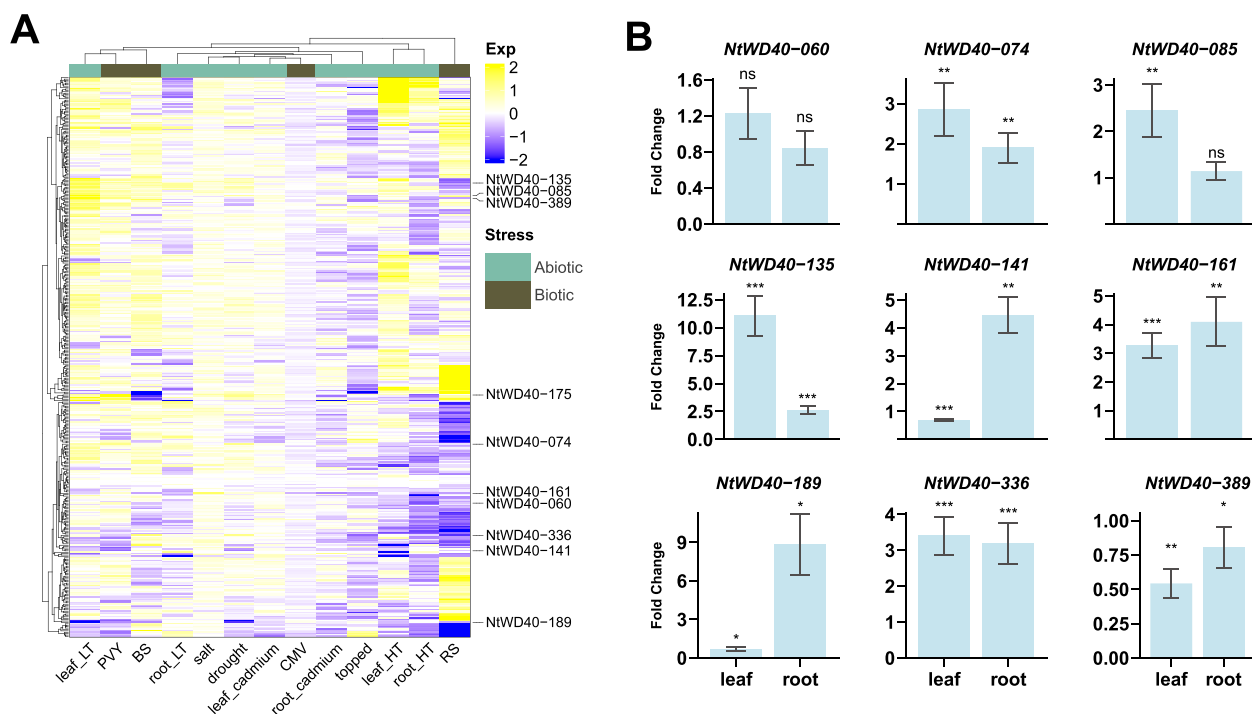 A
Exp
2
1
0
−1
−2
NtWD40−135
NtWD40−085
NtWD40−389
Stress
Abiotic
Biotic
NtWD40−175
NtWD40−074
NtWD40−161
NtWD40−060
NtWD40−336
NtWD40−141
NtWD40−189
leaf_LT
PVY
BS
root_LT
salt
drought
leaf_cadmium
CMV
root_cadmium
topped
leaf_HT
root_HT
RS
B
NtWD40−060
Fold Change
1.6
1.2
0.8
0.4
0.0
ns
ns
NtWD40−074
3
2
1
**
**
NtWD40−085
3
2
1
**
ns
NtWD40−135
Fold Change
12.5
10.0
7.5
5.0
2.5
0.0
***
***
NtWD40−141
5
4
3
2
1
***
**
NtWD40−161
5
4
3
2
1
***
**
NtWD40−189
Fold Change
9
6
3
0
*
*
leaf
root
NtWD40−336
4
3
2
1
0
***
***
leaf
root
NtWD40−389
1.00
0.75
0.50
0.25
0.00
**
*
leaf
root